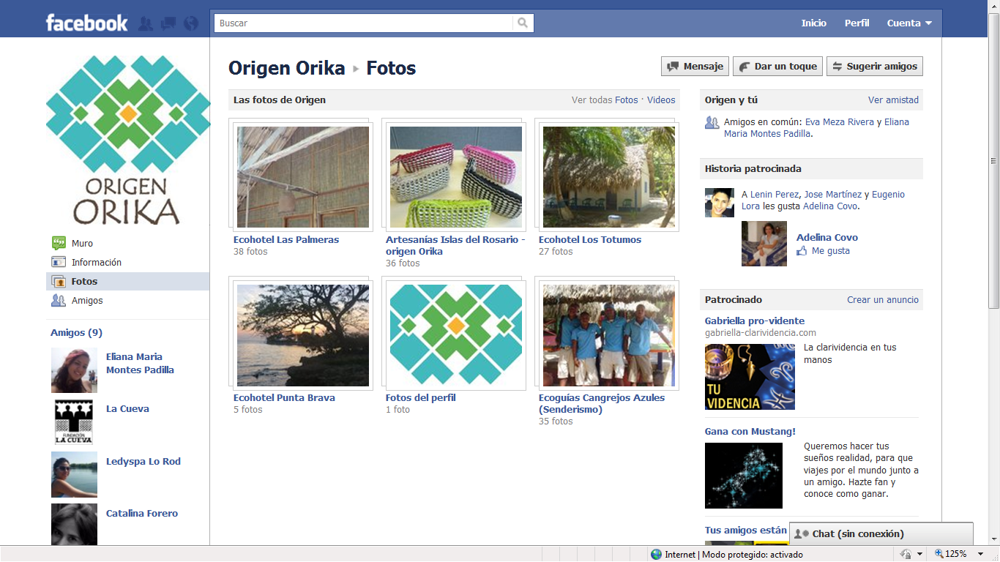 facebook
Buscar
Inicio
Perfil
Cuenta
ORIGEN
ORIKA
Muro
Información
Fotos
Amigos
Amigos (9)
Eliana Maria
Montes Padilla
FUNDACIÓN
LA CUEVA
La Cueva
Ledyspa Lo Rod
Catalina Forero
Origen Orika ▸ Fotos
Mensaje
Dar un toque
Sugerir amigos
Las fotos de Origen
Ver todas Fotos · Videos
Ecohotel Las Palmeras
38 fotos
Artesanías Islas del Rosario -
origen Orika
36 fotos
Ecohotel Los Totumos
27 fotos
Ecohotel Punta Brava
5 fotos
Fotos del perfil
1 foto
Ecoguías Cangrejos Azules
(Senderismo)
35 fotos
Origen y tú
Ver amistad
Amigos en común: Eva Meza Rivera y Eliana
Maria Montes Padilla.
Historia patrocinada
A Lenin Perez, Jose Martínez y Eugenio
Lora les gusta Adelina Covo.
Adelina Covo
Me gusta
Patrocinado
Crear un anuncio
Gabriella pro-vidente
gabriella-clarividencia.com
TU
VIDENCIA
La clarividencia en tus
manos
Gana con Mustang!
Queremos hacer tus
sueños realidad, para que
viajes por el mundo junto a
un amigo. Hazte fan y
conoce como ganar.
Tus amigos están
Chat (sin conexión)
Internet | Modo protegido: activado
125%